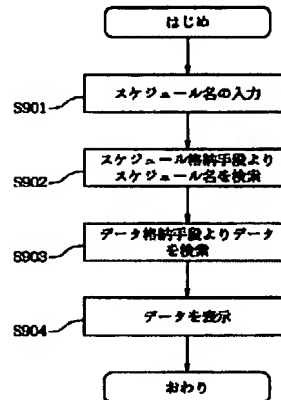 はじめ
S901
スケジュール名の入力
S902
スケジュール格納手段より
スケジュール名を検索
S903
データ格納手段よりデータ
を検索
S904
データを表示
おわり